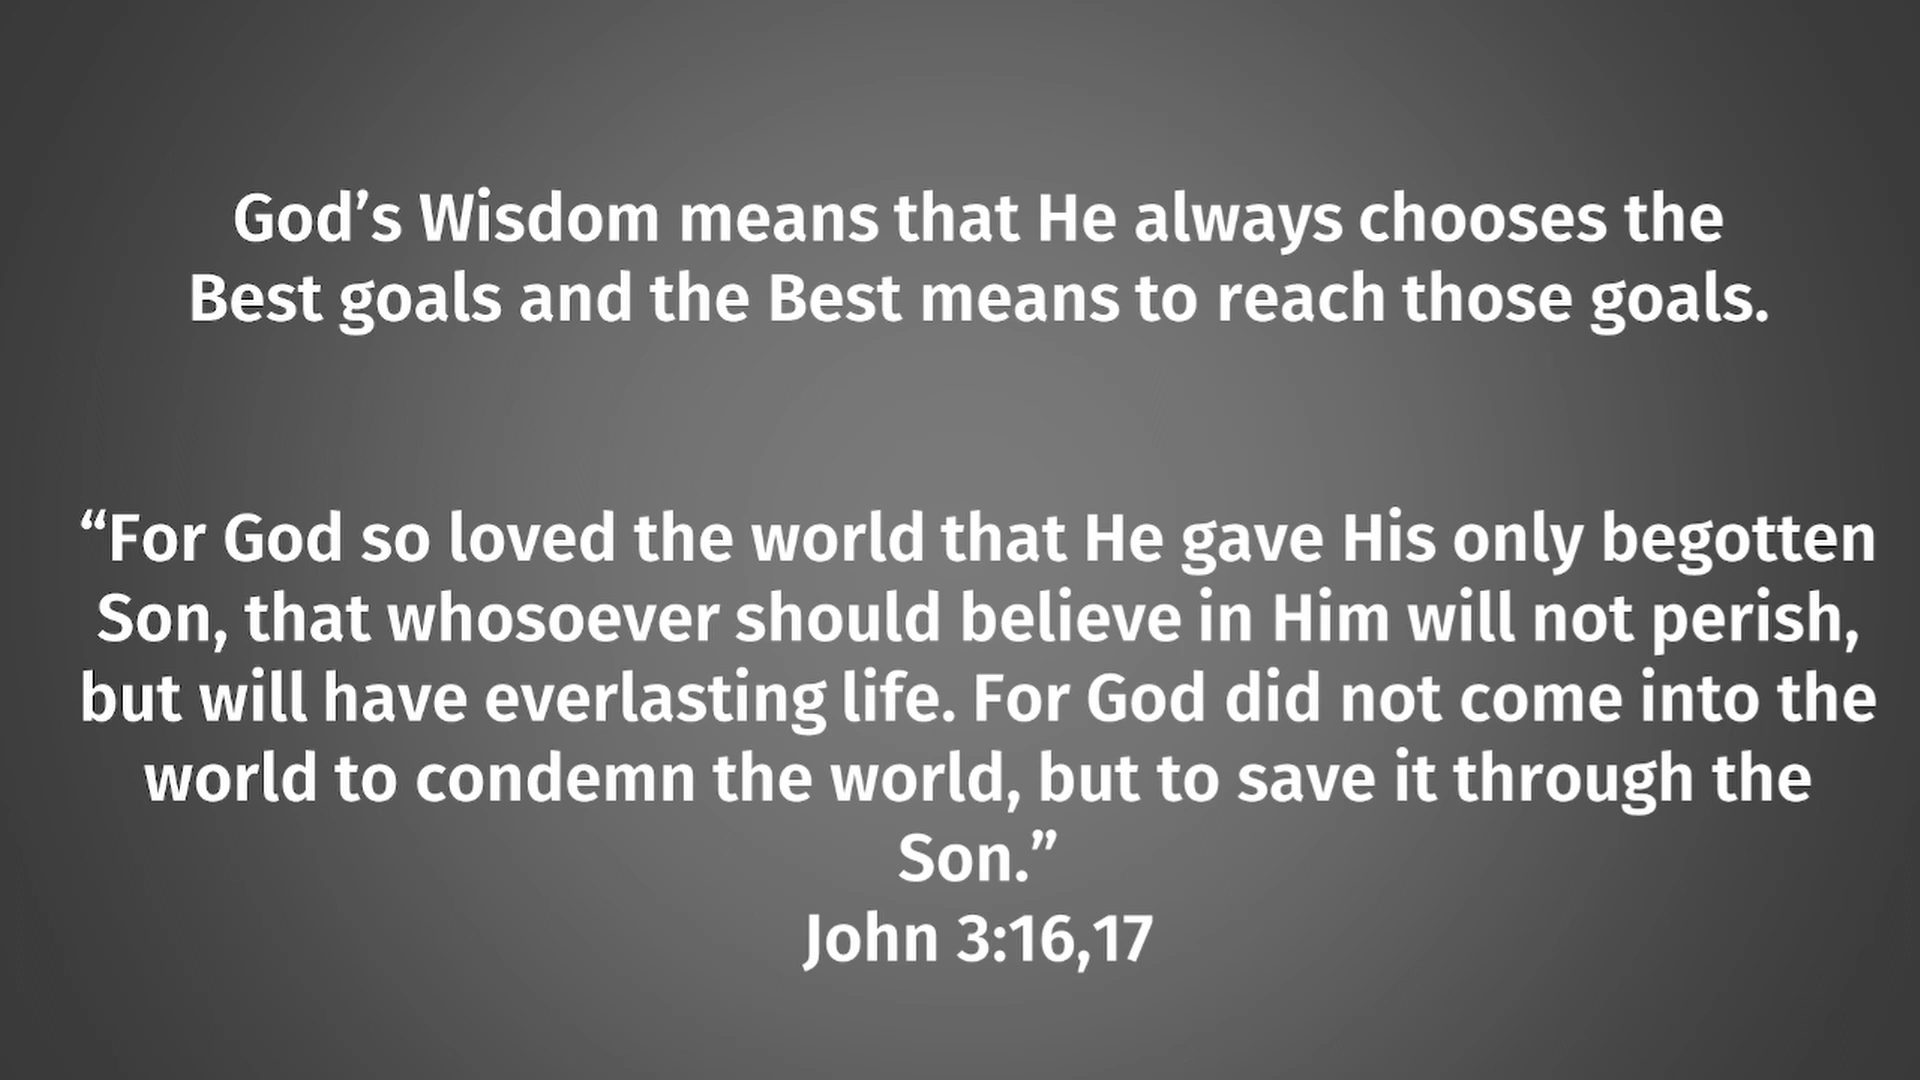 God’s Wisdom means that He always chooses the
Best goals and the Best means to reach those goals.
“For God so loved the world that He gave His only begotten
Son, that whosoever should believe in Him will not perish,
but will have everlasting life. For God did not come into the
world to condemn the world, but to save it through the
Son.”
John 3:16,17